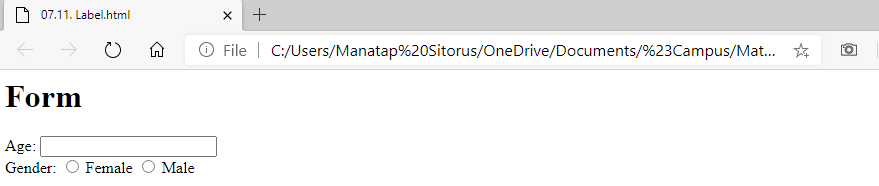 07.11. Label.html
File C:/Users/Manatap%20Sitorus/OneDrive/Documents/%23Campus/Mat...
Form
Age:
Gender: Female Male